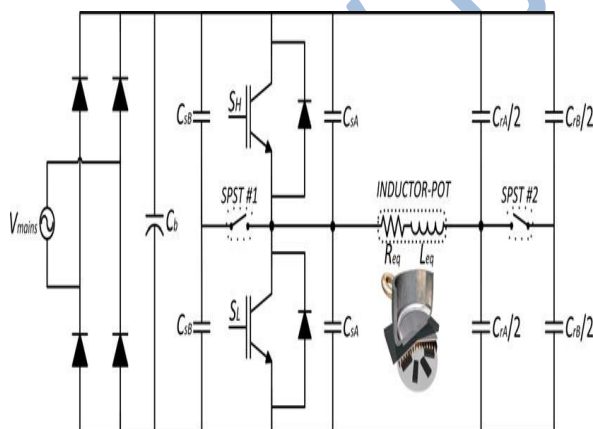 C_sB
S_H
C_sA
C_rA/2
C_rB/2
SPST #1
INDUCTOR-POT
SPST #2
V_mains
C_b
R_eq
L_eq
C_sB
S_L
C_sA
C_rA/2
C_rB/2